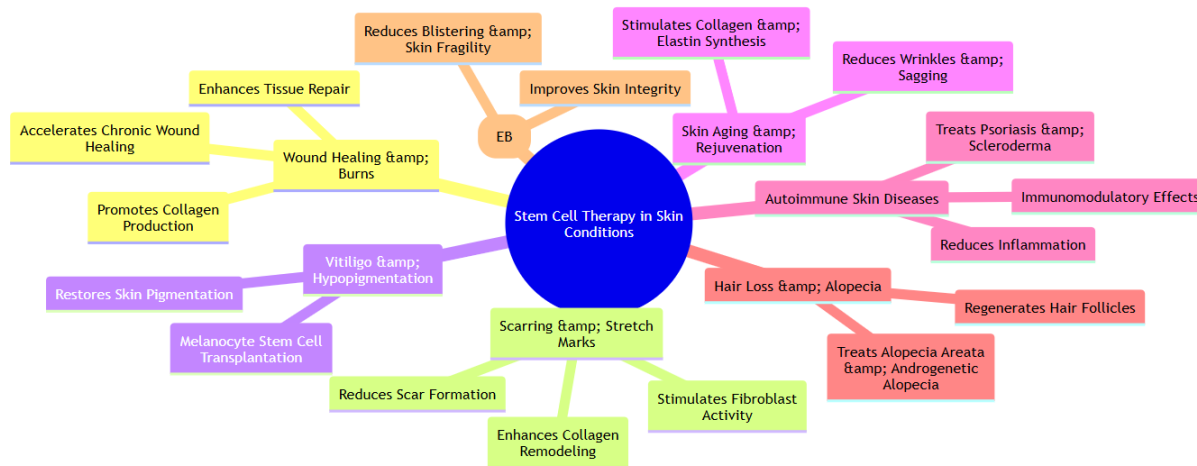 Stem Cell Therapy in Skin
Conditions
EB
Reduces Blistering &amp;
Skin Fragility
Improves Skin Integrity
Wound Healing &amp;
Burns
Enhances Tissue Repair
Accelerates Chronic Wound
Healing
Promotes Collagen
Production
Vitiligo &amp;
Hypopigmentation
Restores Skin Pigmentation
Melanocyte Stem Cell
Transplantation
Scarring &amp; Stretch
Marks
Reduces Scar Formation
Enhances Collagen
Remodeling
Stimulates Fibroblast
Activity
Skin Aging &amp;
Rejuvenation
Stimulates Collagen &amp;
Elastin Synthesis
Reduces Wrinkles &amp;
Sagging
Autoimmune Skin Diseases
Treats Psoriasis &amp;
Scleroderma
Immunomodulatory Effects
Reduces Inflammation
Hair Loss &amp; Alopecia
Regenerates Hair Follicles
Treats Alopecia Areata
&amp; Androgenetic
Alopecia